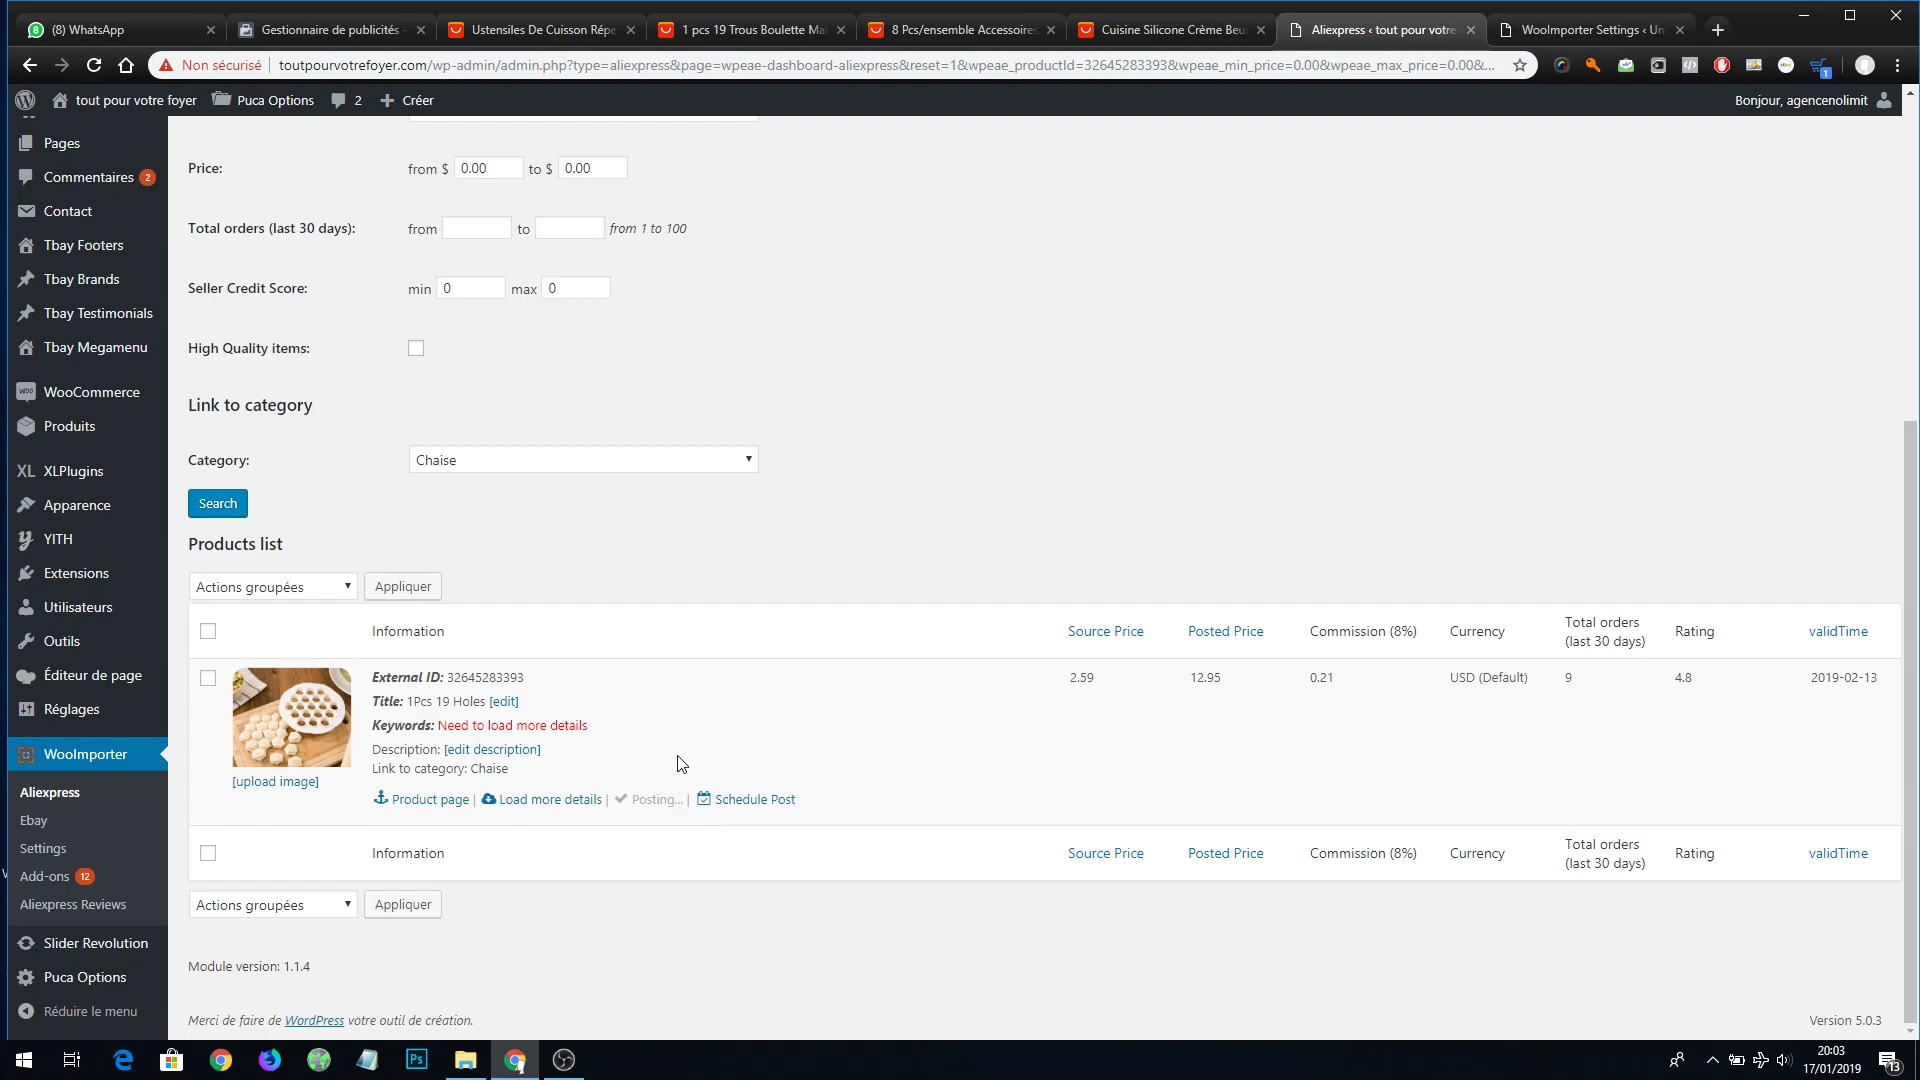 (8) WhatsApp
Gestionnaire de publicités
Ustensiles De Cuisson Répe
1 pcs 19 Trous Boulette Mal
8 Pcs/ensemble Accessoires
Cuisine Silicone Crème Beur
Aliexpress ‹ tout pour votre
WooImporter Settings ‹ Un
Non sécurisé
toutpourvotrefoyer.com/wp-admin/admin.php?type=aliexpress&page=wpeae-dashboard-aliexpress&reset=1&wpeae_productId=32645283393&wpeae_min_price=0.00&wpeae_max_price=0.00&...
1
tout pour votre foyer
Puca Options
2
Créer
Bonjour, agencenolimit
Pages
Commentaires 2
Contact
Tbay Footers
Tbay Brands
Tbay Testimonials
Tbay Megamenu
WooCommerce
Produits
XL XLPlugins
Apparence
YITH
Extensions
Utilisateurs
Outils
Éditeur de page
Réglages
WooImporter
Aliexpress
Ebay
Settings
Add-ons 12
Aliexpress Reviews
Slider Revolution
Puca Options
Réduire le menu
Price: from $ 0.00 to $ 0.00
Total orders (last 30 days): from to from 1 to 100
Seller Credit Score: min 0 max 0
High Quality items:
Link to category
Category: Chaise
Search
Products list
Actions groupées Appliquer
Information Source Price Posted Price Commission (8%) Currency Total orders (last 30 days) Rating validTime
External ID: 32645283393 2.59 12.95 0.21 USD (Default) 9 4.8 2019-02-13
Title: 1Pcs 19 Holes [edit]
Keywords: Need to load more details
Description: [edit description]
Link to category: Chaise
[upload image]
Product page | Load more details | Posting... | Schedule Post
Information Source Price Posted Price Commission (8%) Currency Total orders (last 30 days) Rating validTime
Actions groupées Appliquer
Module version: 1.1.4
Merci de faire de WordPress votre outil de création.
Version 5.0.3
Ps
20:03
17/01/2019
13